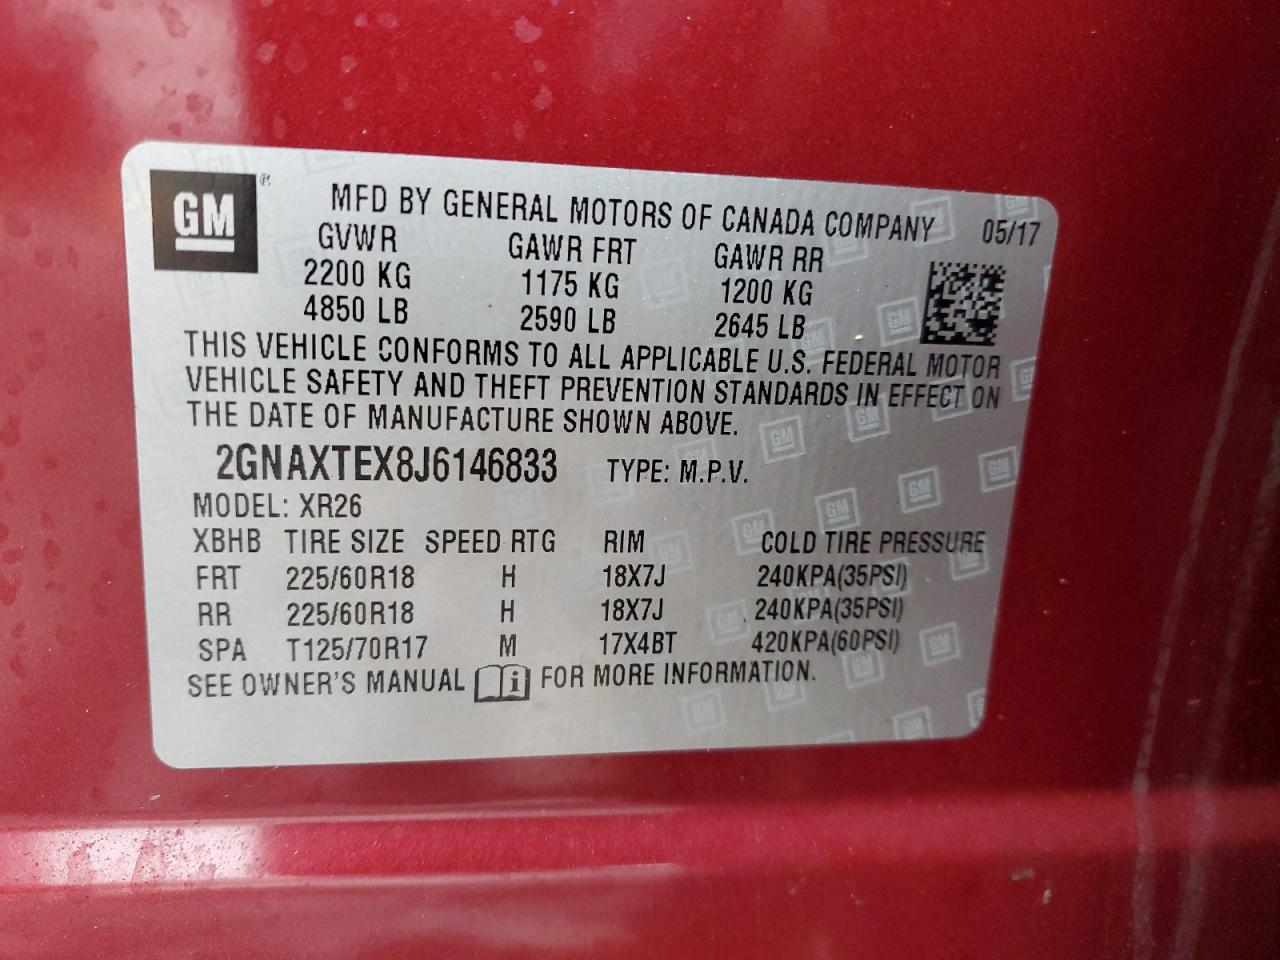 GM ®
MFD BY GENERAL MOTORS OF CANADA COMPANY 05/17
GVWR GAWR FRT GAWR RR
2200 KG 1175 KG 1200 KG
4850 LB 2590 LB 2645 LB
THIS VEHICLE CONFORMS TO ALL APPLICABLE U.S. FEDERAL MOTOR
VEHICLE SAFETY AND THEFT PREVENTION STANDARDS IN EFFECT ON
THE DATE OF MANUFACTURE SHOWN ABOVE.
2GNAXTEX8J6146833 TYPE: M.P.V.
MODEL: XR26
XBHB TIRE SIZE SPEED RTG RIM COLD TIRE PRESSURE
FRT 225/60R18 H 18X7J 240KPA(35PSI)
RR 225/60R18 H 18X7J 240KPA(35PSI)
SPA T125/70R17 M 17X4BT 420KPA(60PSI)
SEE OWNER'S MANUAL i FOR MORE INFORMATION.